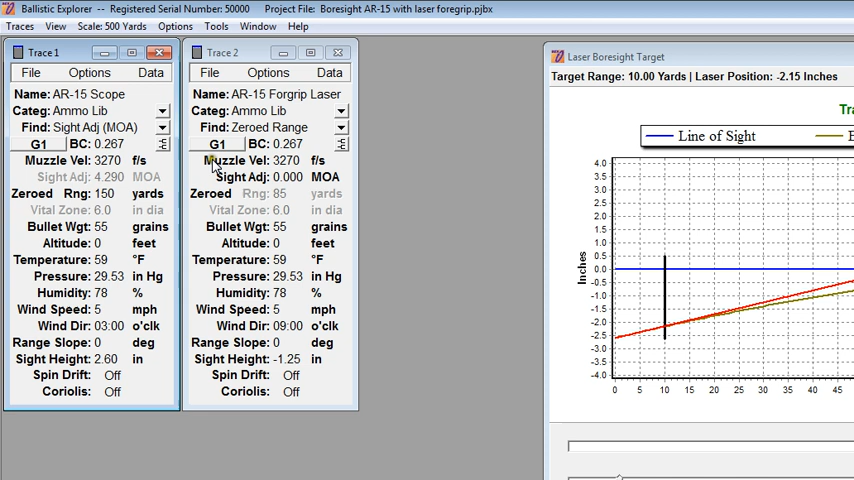 Ballistic Explorer -- Registered Serial Number: 50000 Project File: Boresight AR-15 with laser foregrip.pjbx
Traces View Scale: 500 Yards Options Tools Window Help
Trace 1
File Options Data
Name: AR-15 Scope
Categ: Ammo Lib
Find: Sight Adj (MOA)
G1 BC: 0.267
Muzzle Vel: 3270 f/s
Sight Adj: 4.290 MOA
Zeroed Rng: 150 yards
Vital Zone: 6.0 in dia
Bullet Wgt: 55 grains
Altitude: 0 feet
Temperature: 59 °F
Pressure: 29.53 in Hg
Humidity: 78 %
Wind Speed: 5 mph
Wind Dir: 03:00 o'clk
Range Slope: 0 deg
Sight Height: 2.60 in
Spin Drift: Off
Coriolis: Off
Trace 2
File Options Data
Name: AR-15 Forgrip Laser
Categ: Ammo Lib
Find: Zeroed Range
G1 BC: 0.267
Muzzle Vel: 3270 f/s
Sight Adj: 0.000 MOA
Zeroed Rng: 85 yards
Vital Zone: 6.0 in dia
Bullet Wgt: 55 grains
Altitude: 0 feet
Temperature: 59 °F
Pressure: 29.53 in Hg
Humidity: 78 %
Wind Speed: 5 mph
Wind Dir: 09:00 o'clk
Range Slope: 0 deg
Sight Height: -1.25 in
Spin Drift: Off
Coriolis: Off
Laser Boresight Target
Target Range: 10.00 Yards | Laser Position: -2.15 Inches
Line of Sight
Inches
4.0
3.5
3.0
2.5
2.0
1.5
1.0
0.5
0.0
-0.5
-1.0
-1.5
-2.0
-2.5
-3.0
-3.5
-4.0
0 5 10 15 20 25 30 35 40 45